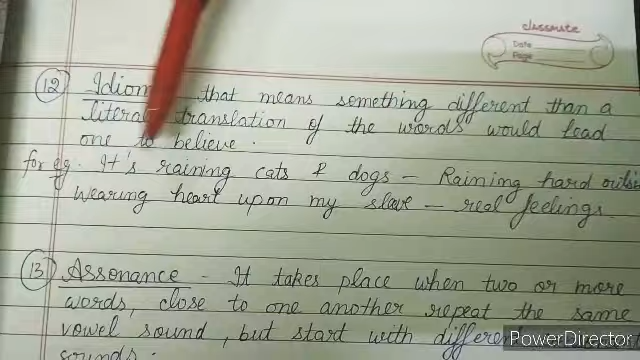 classmate
Date
Page
12 Idiom that means something different than a
literal translation of the words would lead
one to believe.
for eg. It's raining cats & dogs – Raining hard outsi
Wearing heart upon my slave – real feelings.
13 Assonance - It takes place when two or more
words, close to one another repeat the same
vowel sound, but start with different
sounds.
PowerDirector